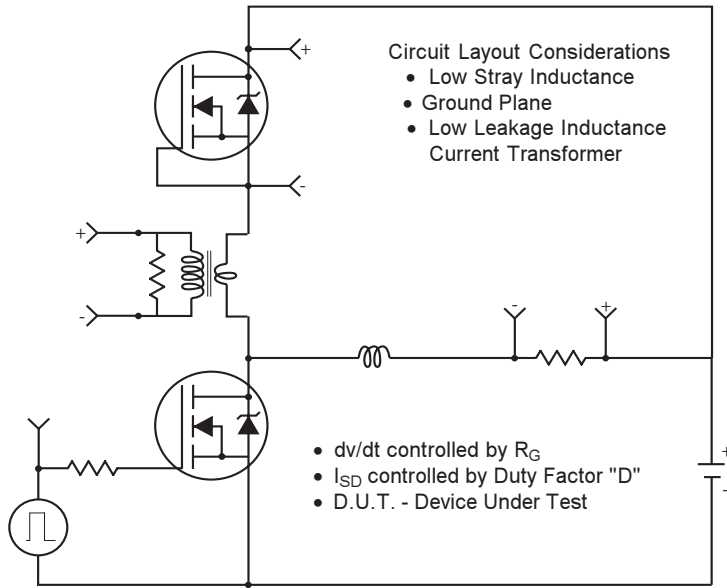 +
Circuit Layout Considerations
• Low Stray Inductance
• Ground Plane
• Low Leakage Inductance
Current Transformer
-
+
-
-
+
• dv/dt controlled by RG
• ISD controlled by Duty Factor "D"
• D.U.T. - Device Under Test
+
-